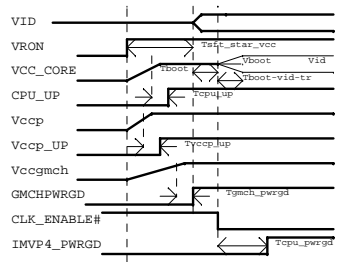 VID
VRON
Tsft_star_vcc
VCC_CORE
Tboot
Vboot
Vid
Tboot-vid-tr
CPU_UP
Tcpu_up
Vccp
Vccp_UP
Tvccp_up
Vccgmch
GMCHPWRGD
Tgmch_pwrgd
CLK_ENABLE#
IMVP4_PWRGD
Tcpu_pwrgd